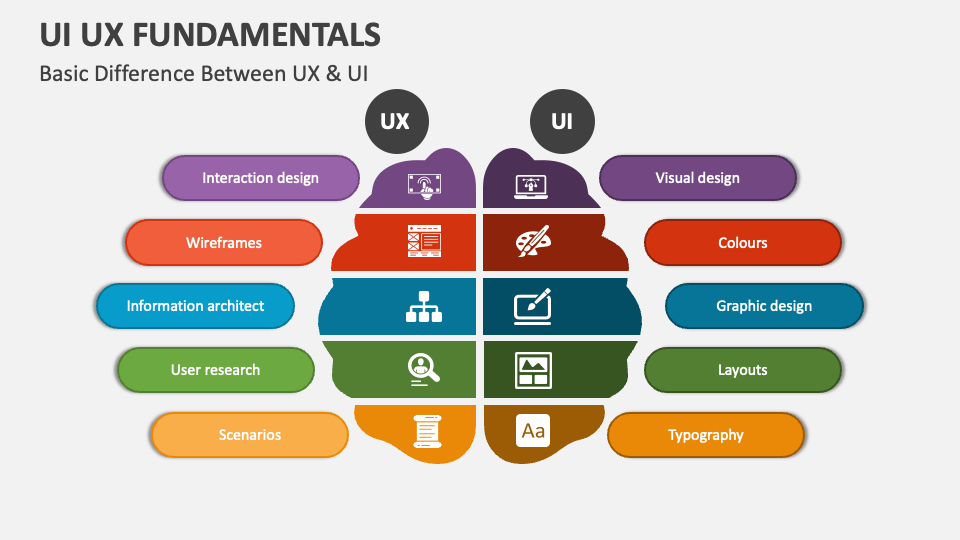 UI UX FUNDAMENTALS
Basic Difference Between UX & UI
UX
UI
Interaction design
Visual design
Wireframes
Colours
Information architect
Graphic design
User research
Layouts
Scenarios
Aa
Typography